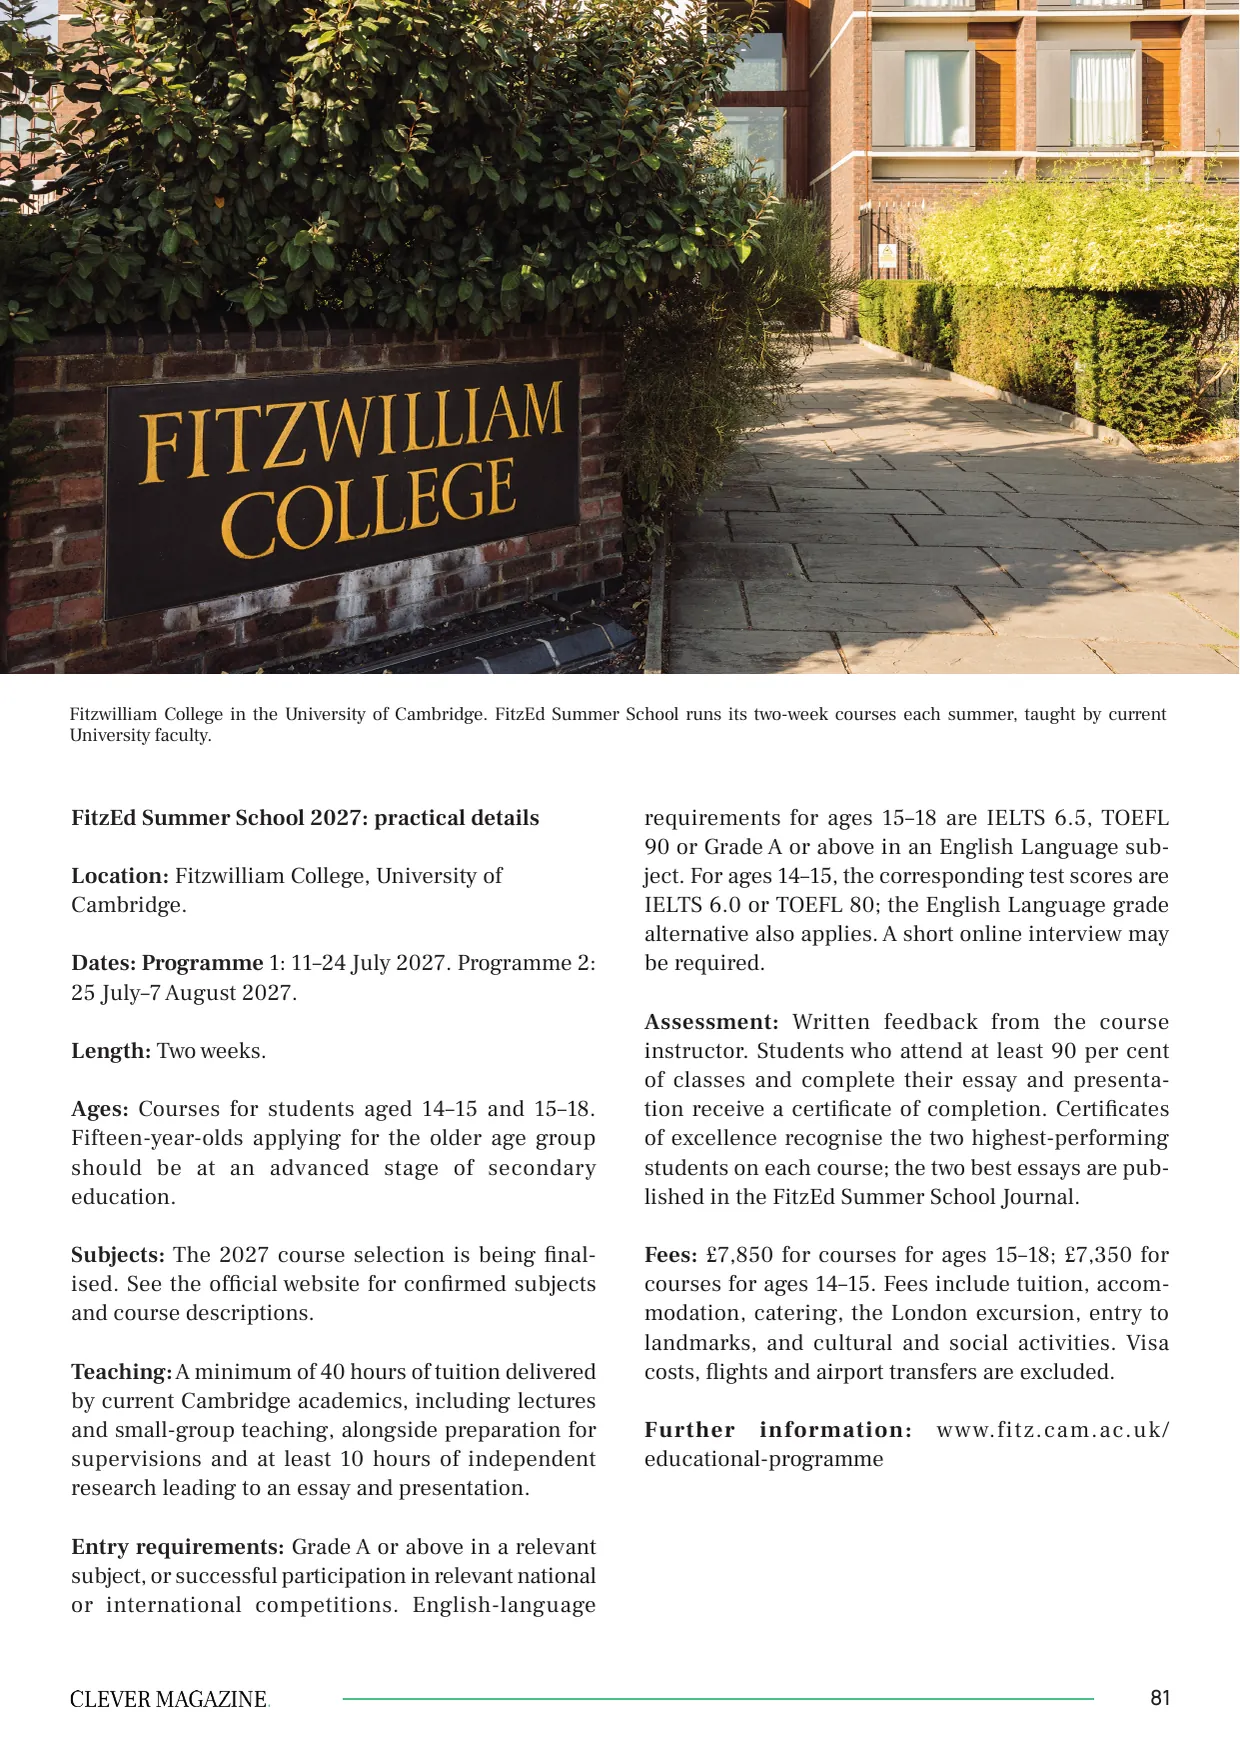 FITZWILLIAM
COLLEGE
Fitzwilliam College in the University of Cambridge. FitzEd Summer School runs its two-week courses each summer, taught by current
University faculty.
FitzEd Summer School 2027: practical details
Location: Fitzwilliam College, University of
Cambridge.
Dates: Programme 1: 11–24 July 2027. Programme 2:
25 July–7 August 2027.
Length: Two weeks.
Ages: Courses for students aged 14–15 and 15–18.
Fifteen-year-olds applying for the older age group
should be at an advanced stage of secondary
education.
Subjects: The 2027 course selection is being final-
ised. See the official website for confirmed subjects
and course descriptions.
Teaching: A minimum of 40 hours of tuition delivered
by current Cambridge academics, including lectures
and small-group teaching, alongside preparation for
supervisions and at least 10 hours of independent
research leading to an essay and presentation.
Entry requirements: Grade A or above in a relevant
subject, or successful participation in relevant national
or international competitions. English-language
requirements for ages 15–18 are IELTS 6.5, TOEFL
90 or Grade A or above in an English Language sub-
ject. For ages 14–15, the corresponding test scores are
IELTS 6.0 or TOEFL 80; the English Language grade
alternative also applies. A short online interview may
be required.
Assessment: Written feedback from the course
instructor. Students who attend at least 90 per cent
of classes and complete their essay and presenta-
tion receive a certificate of completion. Certificates
of excellence recognise the two highest-performing
students on each course; the two best essays are pub-
lished in the FitzEd Summer School Journal.
Fees: £7,850 for courses for ages 15–18; £7,350 for
courses for ages 14–15. Fees include tuition, accom-
modation, catering, the London excursion, entry to
landmarks, and cultural and social activities. Visa
costs, flights and airport transfers are excluded.
Further information: www.fitz.cam.ac.uk/
educational-programme
CLEVER MAGAZINE.
81